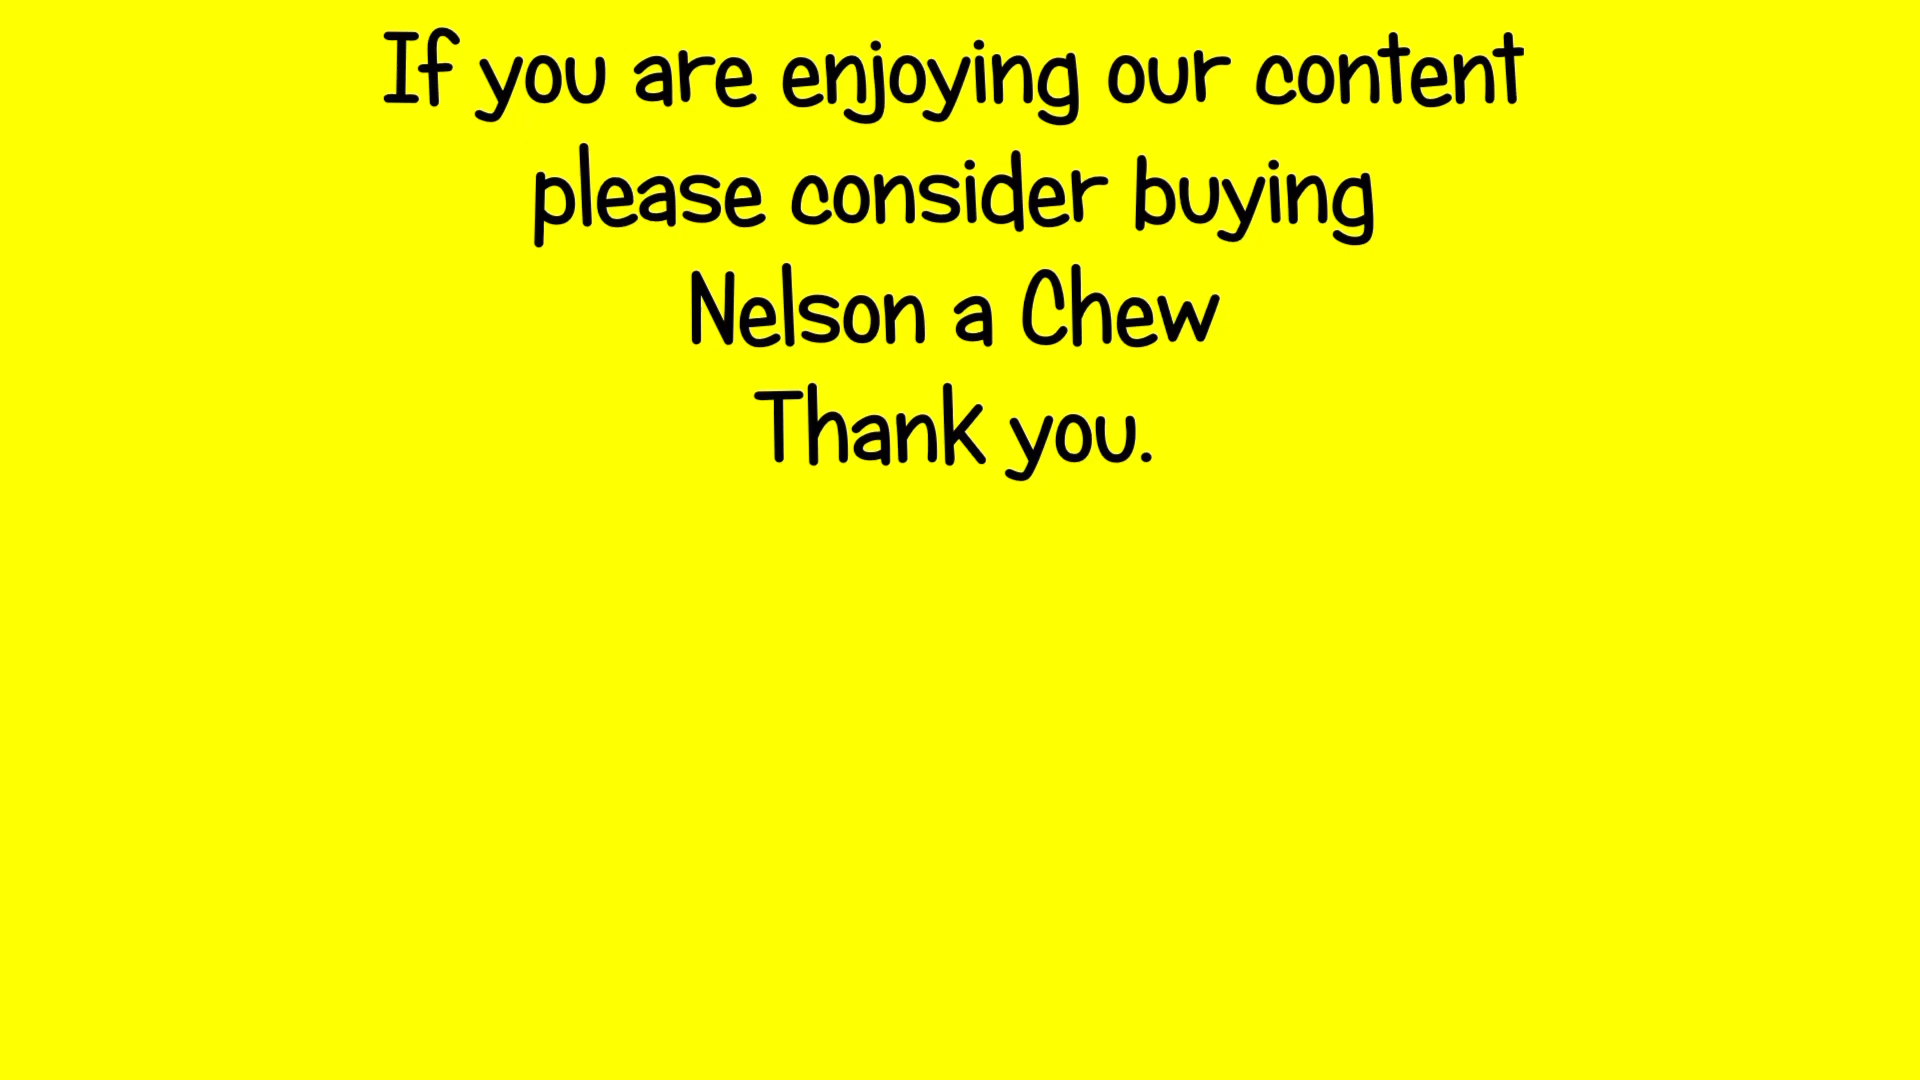 If you are enjoying our content
please consider buying
Nelson a Chew
Thank you.